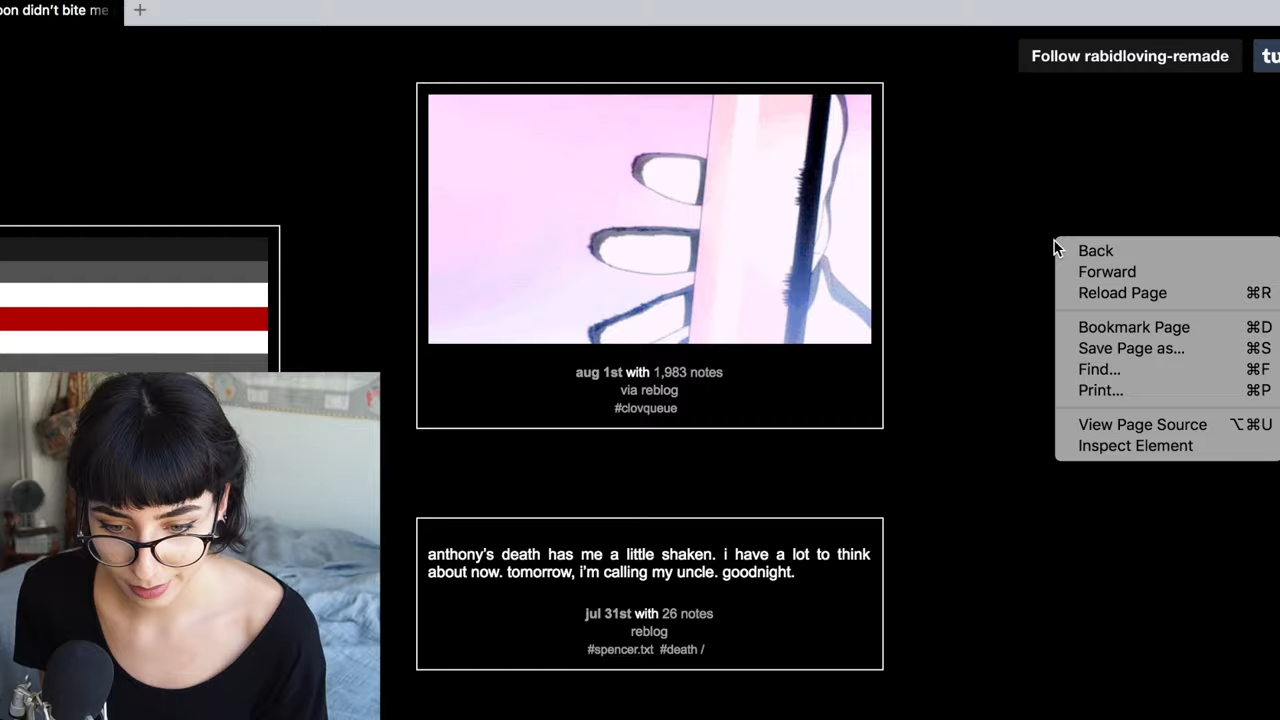 oon didn't bite me
Follow rabidloving-remade
tu
aug 1st with 1,983 notes
via reblog
#clovqueue
Back
Forward
Reload Page ⌘R
Bookmark Page ⌘D
Save Page as... ⌘S
Find... ⌘F
Print... ⌘P
View Page Source ⌥⌘U
Inspect Element
anthony's death has me a little shaken. i have a lot to think
about now. tomorrow, i'm calling my uncle. goodnight.
jul 31st with 26 notes
reblog
#spencer.txt #death /